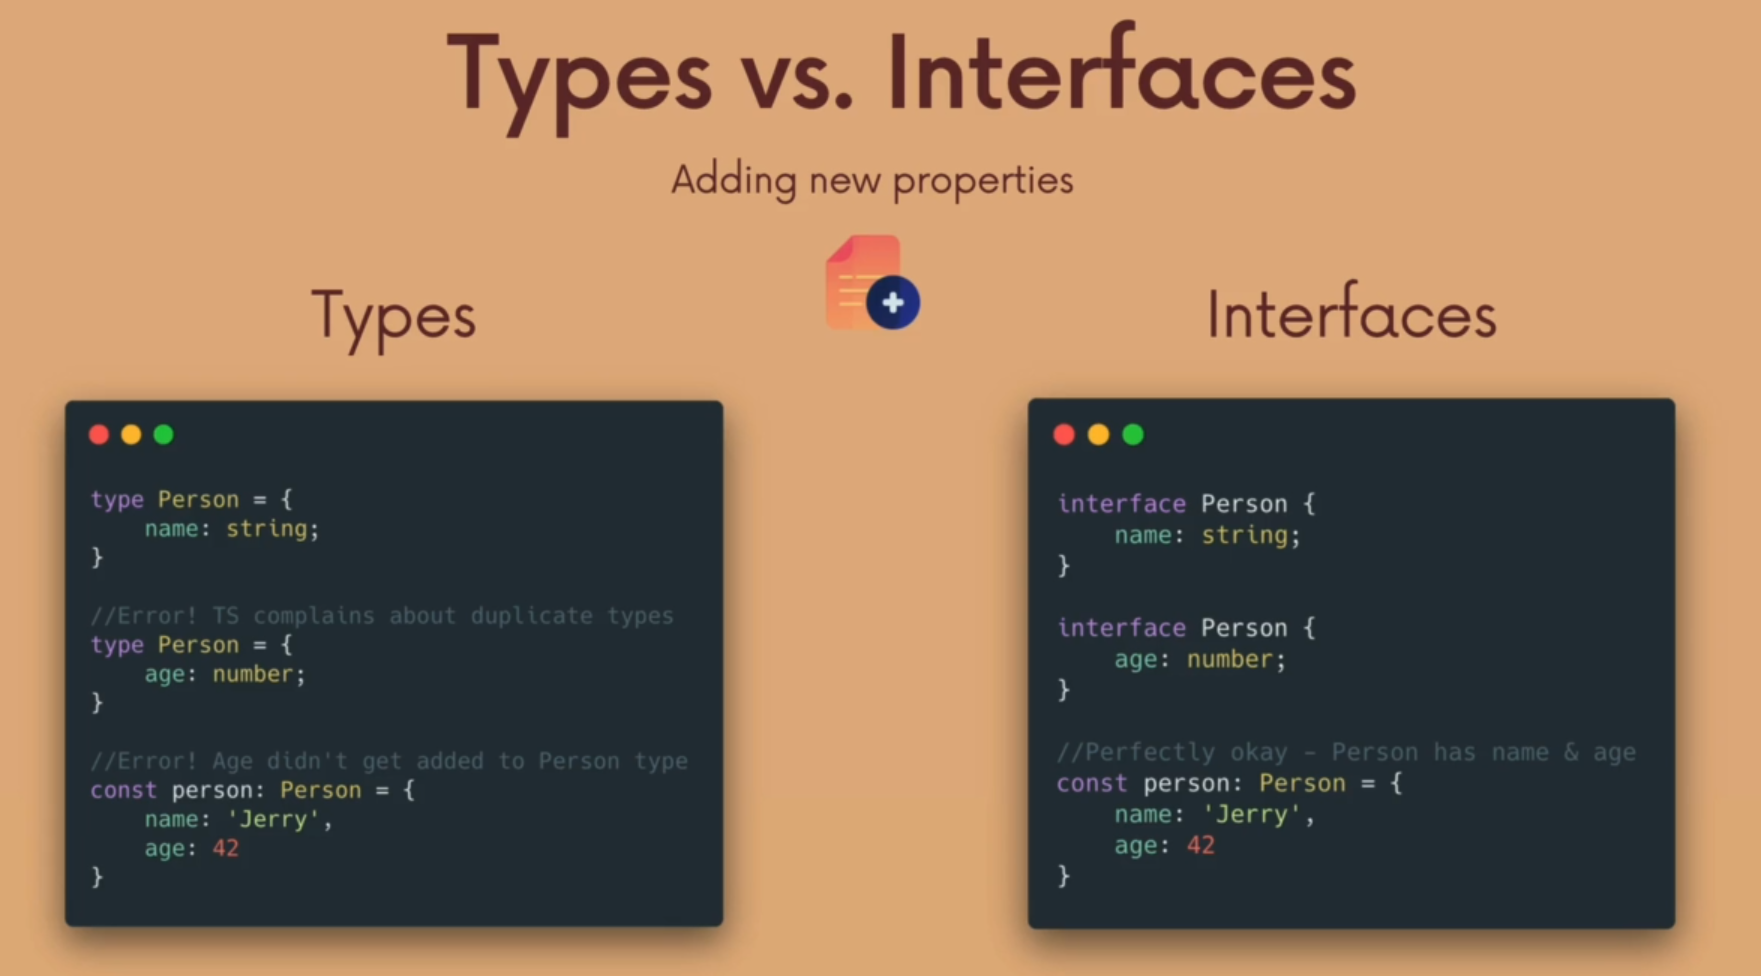 Types vs. Interfaces
Adding new properties
Types
type Person = {
    name: string;
}
//Error! TS complains about duplicate types
type Person = {
    age: number;
}
//Error! Age didn't get added to Person type
const person: Person = {
    name: 'Jerry',
    age: 42
}
Interfaces
interface Person {
    name: string;
}
interface Person {
    age: number;
}
//Perfectly okay - Person has name & age
const person: Person = {
    name: 'Jerry',
    age: 42
}